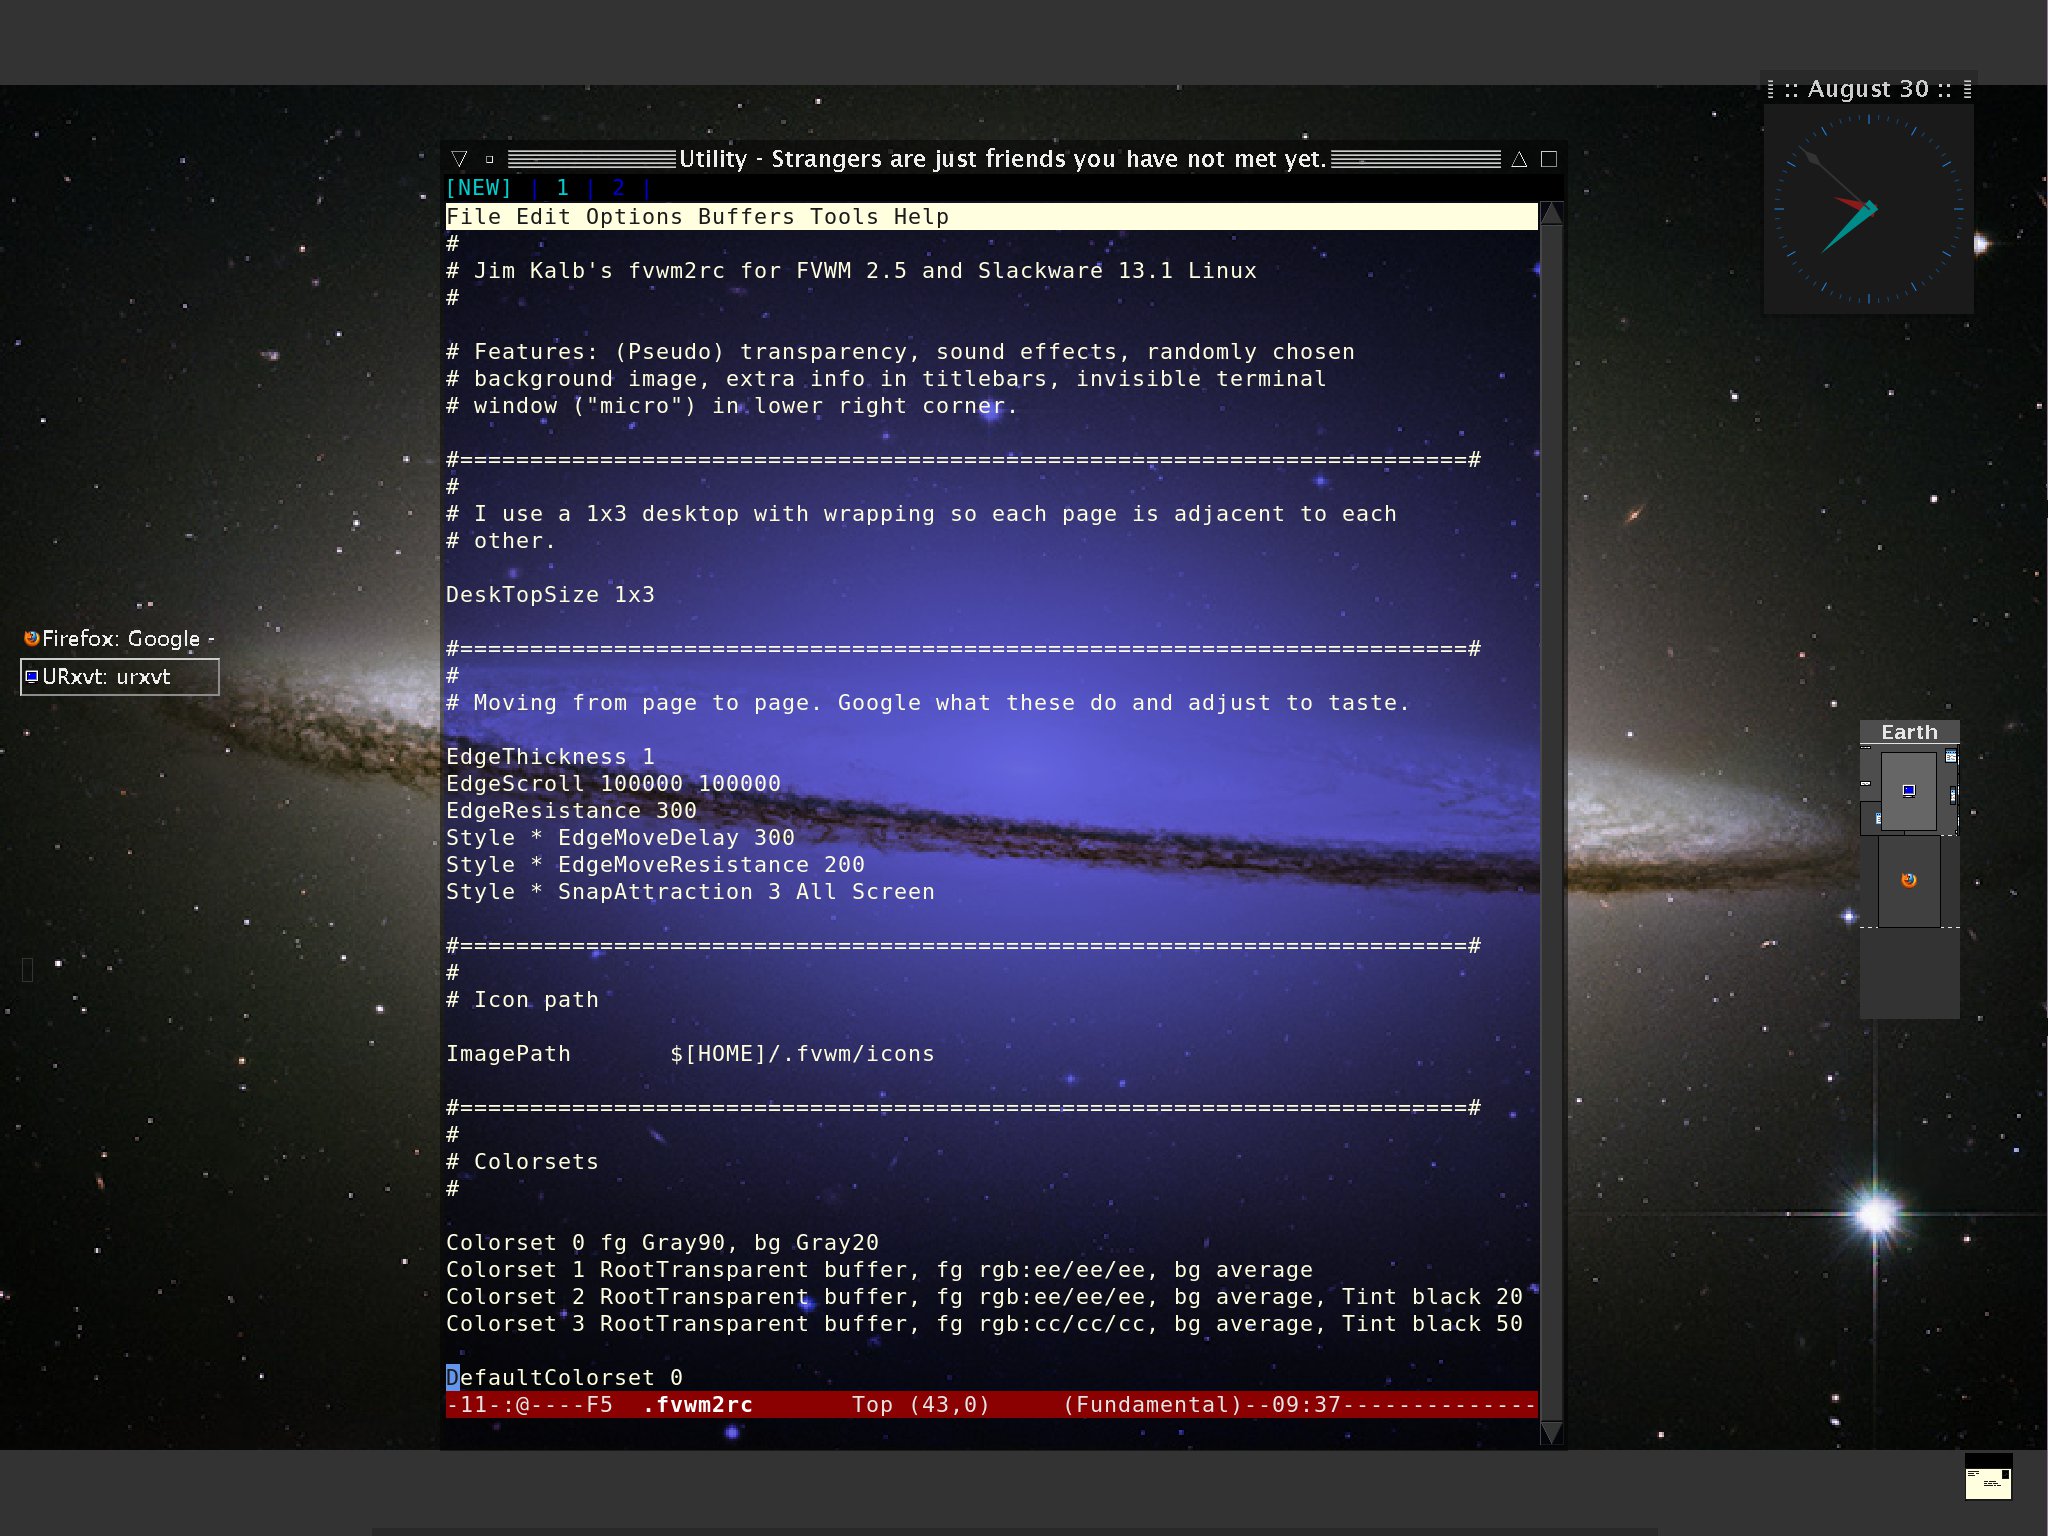 :: August 30 ::
Utility - Strangers are just friends you have not met yet.
[NEW] | 1 | 2 |
File Edit Options Buffers Tools Help
#
# Jim Kalb's fvwm2rc for FVWM 2.5 and Slackware 13.1 Linux
#
# Features: (Pseudo) transparency, sound effects, randomly chosen
# background image, extra info in titlebars, invisible terminal
# window ("micro") in lower right corner.
#========================================================================#
#
# I use a 1x3 desktop with wrapping so each page is adjacent to each
# other.
DeskTopSize 1x3
#========================================================================#
#
# Moving from page to page. Google what these do and adjust to taste.
EdgeThickness 1
EdgeScroll 100000 100000
EdgeResistance 300
Style * EdgeMoveDelay 300
Style * EdgeMoveResistance 200
Style * SnapAttraction 3 All Screen
#========================================================================#
#
# Icon path
ImagePath       $[HOME]/.fvwm/icons
#========================================================================#
#
# Colorsets
#
Colorset 0 fg Gray90, bg Gray20
Colorset 1 RootTransparent buffer, fg rgb:ee/ee/ee, bg average
Colorset 2 RootTransparent buffer, fg rgb:ee/ee/ee, bg average, Tint black 20
Colorset 3 RootTransparent buffer, fg rgb:cc/cc/cc, bg average, Tint black 50
DefaultColorset 0
-11-:@----F5  .fvwm2rc       Top (43,0)     (Fundamental)--09:37--------------
Firefox: Google -
URxvt: urxvt
Earth